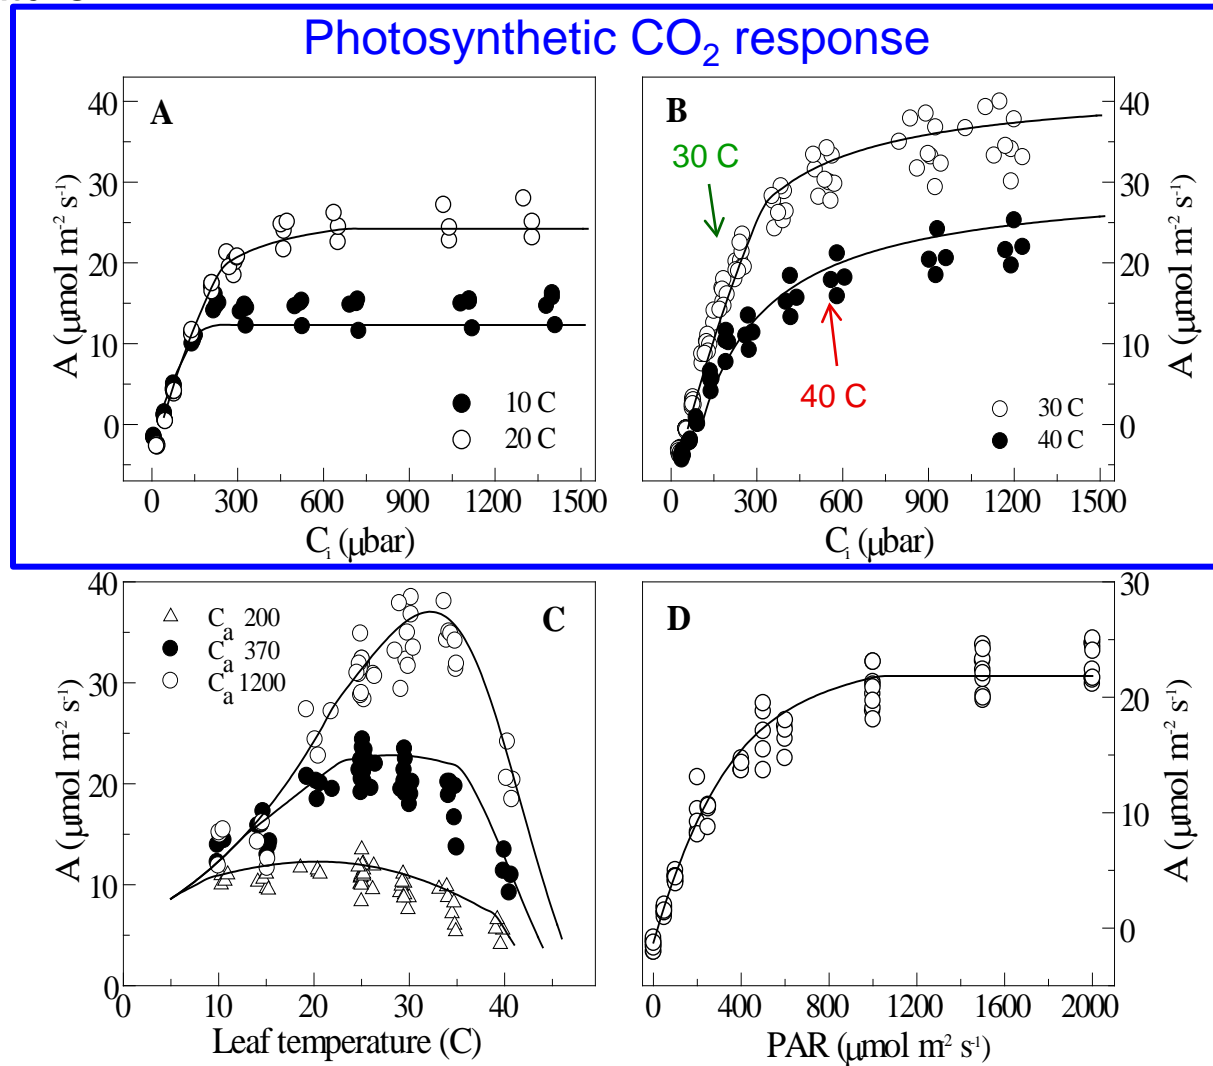 Photosynthetic CO₂ response
A
40
30
20
10
0
A (μmol m⁻² s⁻¹)
10 C
20 C
0 300 600 900 1200 1500
Cᵢ (μbar)
B
30 C
40 C
30 C
40 C
40
30
20
10
0
A (μmol m⁻² s⁻¹)
0 300 600 900 1200 1500
Cᵢ (μbar)
C
Cₐ 200
Cₐ 370
Cₐ 1200
40
30
20
10
0
A (μmol m⁻² s⁻¹)
0 10 20 30 40
Leaf temperature (C)
D
30
20
10
0
A (μmol m⁻² s⁻¹)
0 400 800 1200 1600 2000
PAR (μmol m² s⁻¹)